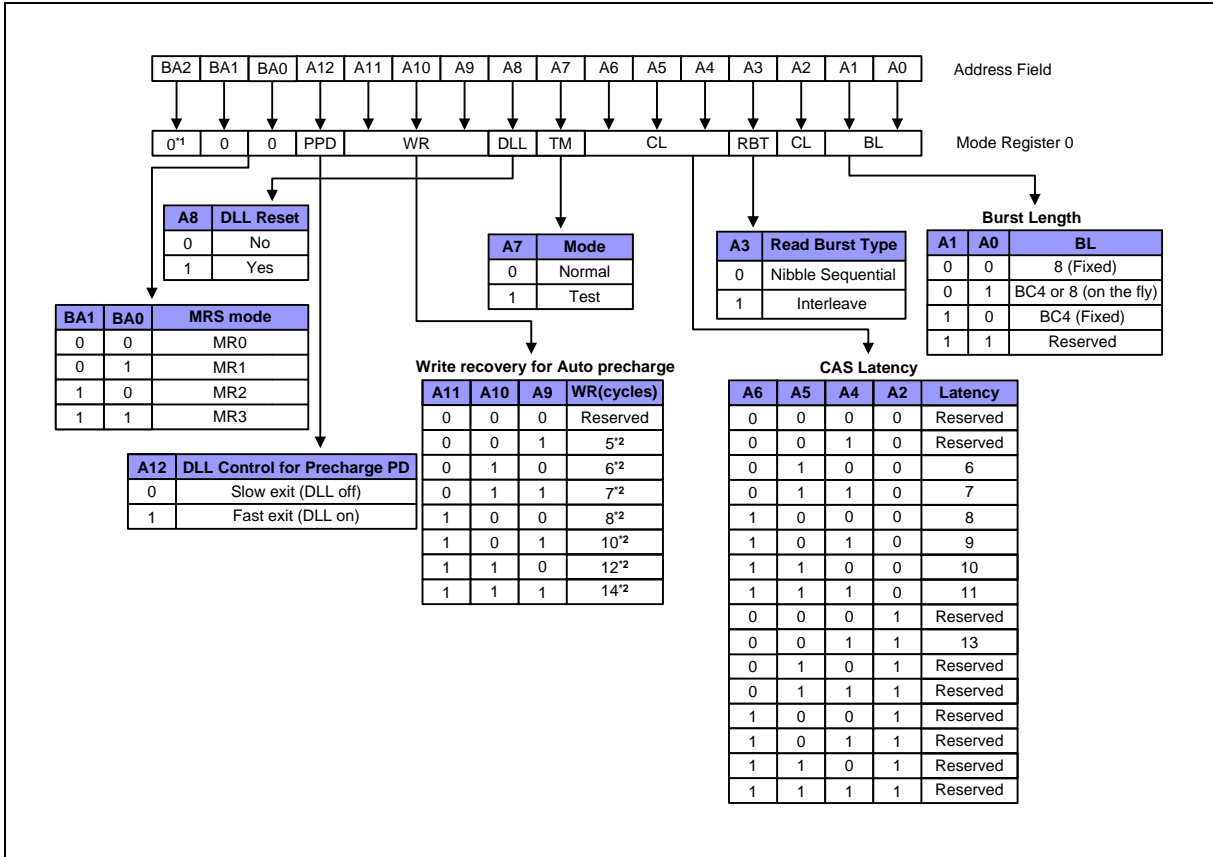 BA2 BA1 BA0 A12 A11 A10 A9 A8 A7 A6 A5 A4 A3 A2 A1 A0 Address Field
0*1 0 0 PPD WR DLL TM CL RBT CL BL Mode Register 0
A8 DLL Reset
0 No
1 Yes
A7 Mode
0 Normal
1 Test
A3 Read Burst Type
0 Nibble Sequential
1 Interleave
Burst Length
A1 A0 BL
0 0 8 (Fixed)
0 1 BC4 or 8 (on the fly)
1 0 BC4 (Fixed)
1 1 Reserved
BA1 BA0 MRS mode
0 0 MR0
0 1 MR1
1 0 MR2
1 1 MR3
A12 DLL Control for Precharge PD
0 Slow exit (DLL off)
1 Fast exit (DLL on)
Write recovery for Auto precharge
A11 A10 A9 WR(cycles)
0 0 0 Reserved
0 0 1 5*2
0 1 0 6*2
0 1 1 7*2
1 0 0 8*2
1 0 1 10*2
1 1 0 12*2
1 1 1 14*2
CAS Latency
A6 A5 A4 A2 Latency
0 0 0 0 Reserved
0 0 1 0 Reserved
0 1 0 0 6
0 1 1 0 7
1 0 0 0 8
1 0 1 0 9
1 1 0 0 10
1 1 1 0 11
0 0 0 1 Reserved
0 0 1 1 13
0 1 0 1 Reserved
0 1 1 1 Reserved
1 0 0 1 Reserved
1 0 1 1 Reserved
1 1 0 1 Reserved
1 1 1 1 Reserved